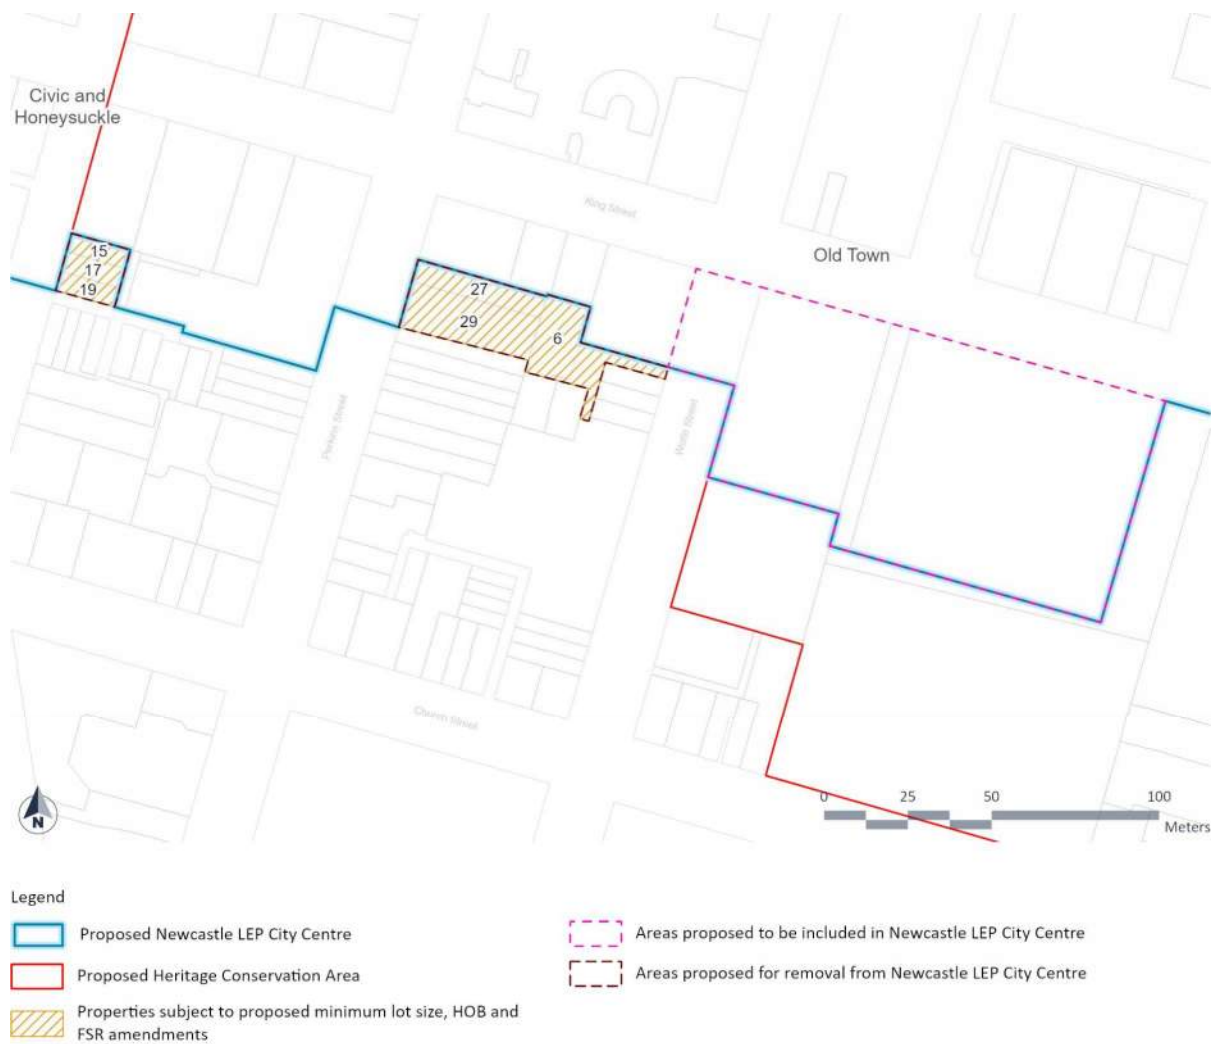 Civic and
Honeysuckle
King Street
Old Town
15
17
19
27
29
6
Perkins Street
Wolfe Street
Church Street
N
0 25 50 100
Meters
Legend
Proposed Newcastle LEP City Centre
Proposed Heritage Conservation Area
Properties subject to proposed minimum lot size, HOB and
FSR amendments
Areas proposed to be included in Newcastle LEP City Centre
Areas proposed for removal from Newcastle LEP City Centre